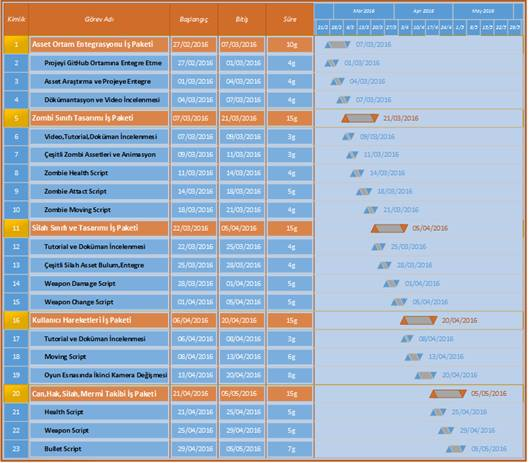 Kimlik Görev Adı Başlangıç Bitiş Süre
Mar 2016 Apr 2016 May 2016
1 Asset Ortam Entegrasyonu İş Paketi 27/02/2016 07/03/2016 10g 07/03/2016
2 Projeyi GitHub Ortamına Entegre Etme 27/02/2016 01/03/2016 4g 01/03/2016
3 Asset Araştırma ve Projeye Entegre 01/03/2016 04/03/2016 4g 04/03/2016
4 Dökümantasyon ve Video İncelenmesi 04/03/2016 07/03/2016 4g 07/03/2016
5 Zombi Sınıfı Tasarımı İş Paketi 07/03/2016 21/03/2016 15g 21/03/2016
6 Video,Tutorial,Doküman İncelenmesi 07/03/2016 09/03/2016 3g 09/03/2016
7 Çeşitli Zombi Assetleri ve Animasyon 09/03/2016 11/03/2016 3g 11/03/2016
8 Zombie Health Script 11/03/2016 14/03/2016 4g 14/03/2016
9 Zombie Attact Script 14/03/2016 18/03/2016 5g 18/03/2016
10 Zombie Moving Script 18/03/2016 21/03/2016 4g 21/03/2016
11 Silah Sınıfı ve Tasarımı İş Paketi 22/03/2016 05/04/2016 15g 05/04/2016
12 Tutorial ve Doküman İncelenmesi 22/03/2016 25/03/2016 4g 25/03/2016
13 Çeşitli Silah Asset Bulum,Entegre 25/03/2016 28/03/2016 4g 28/03/2016
14 Weapon Damage Script 28/03/2016 01/04/2016 5g 01/04/2016
15 Weapon Change Script 01/04/2016 05/04/2016 5g 05/04/2016
16 Kullanıcı Hareketleri İş Paketi 06/04/2016 20/04/2016 15g 20/04/2016
17 Tutorial ve Doküman İncelenmesi 06/04/2016 08/04/2016 3g 08/04/2016
18 Moving Script 08/04/2016 13/04/2016 6g 13/04/2016
19 Oyun Esnasında İkinci Kamera Değişmesi 13/04/2016 20/04/2016 8g 20/04/2016
20 Can,Hak,Silah,Mermi Takibi İş Paketi 21/04/2016 05/05/2016 15g 05/05/2016
21 Health Script 21/04/2016 25/04/2016 5g 25/04/2016
22 Weapon Script 25/04/2016 29/04/2016 5g 29/04/2016
23 Bullet Script 29/04/2016 05/05/2016 7g 05/05/2016